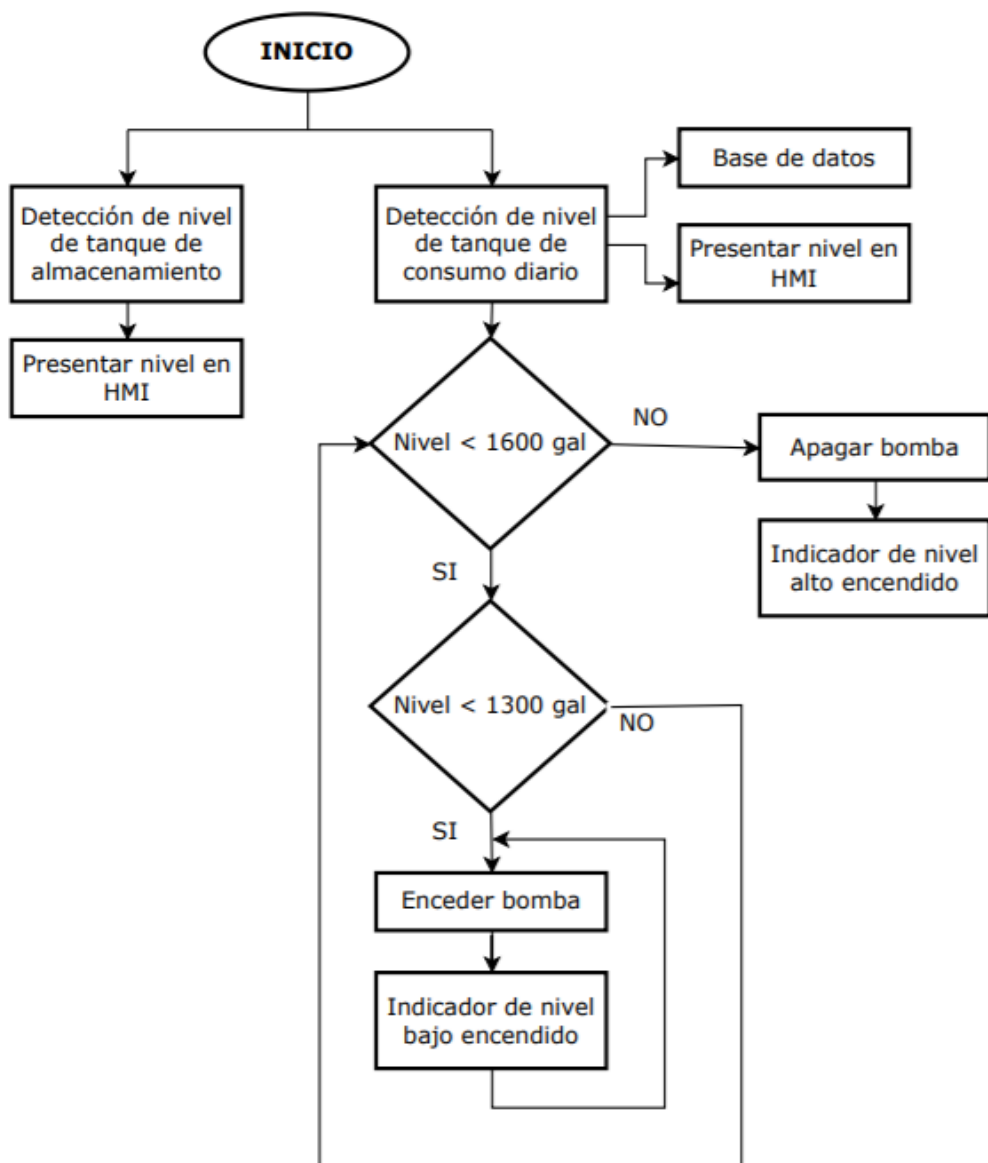 INICIO
Base de datos
Detección de nivel
de tanque de
almacenamiento
Detección de nivel
de tanque de
consumo diario
Presentar nivel en
HMI
Presentar nivel en
HMI
Nivel < 1600 gal
NO
Apagar bomba
Indicador de nivel
alto encendido
SI
Nivel < 1300 gal
NO
SI
Enceder bomba
Indicador de nivel
bajo encendido